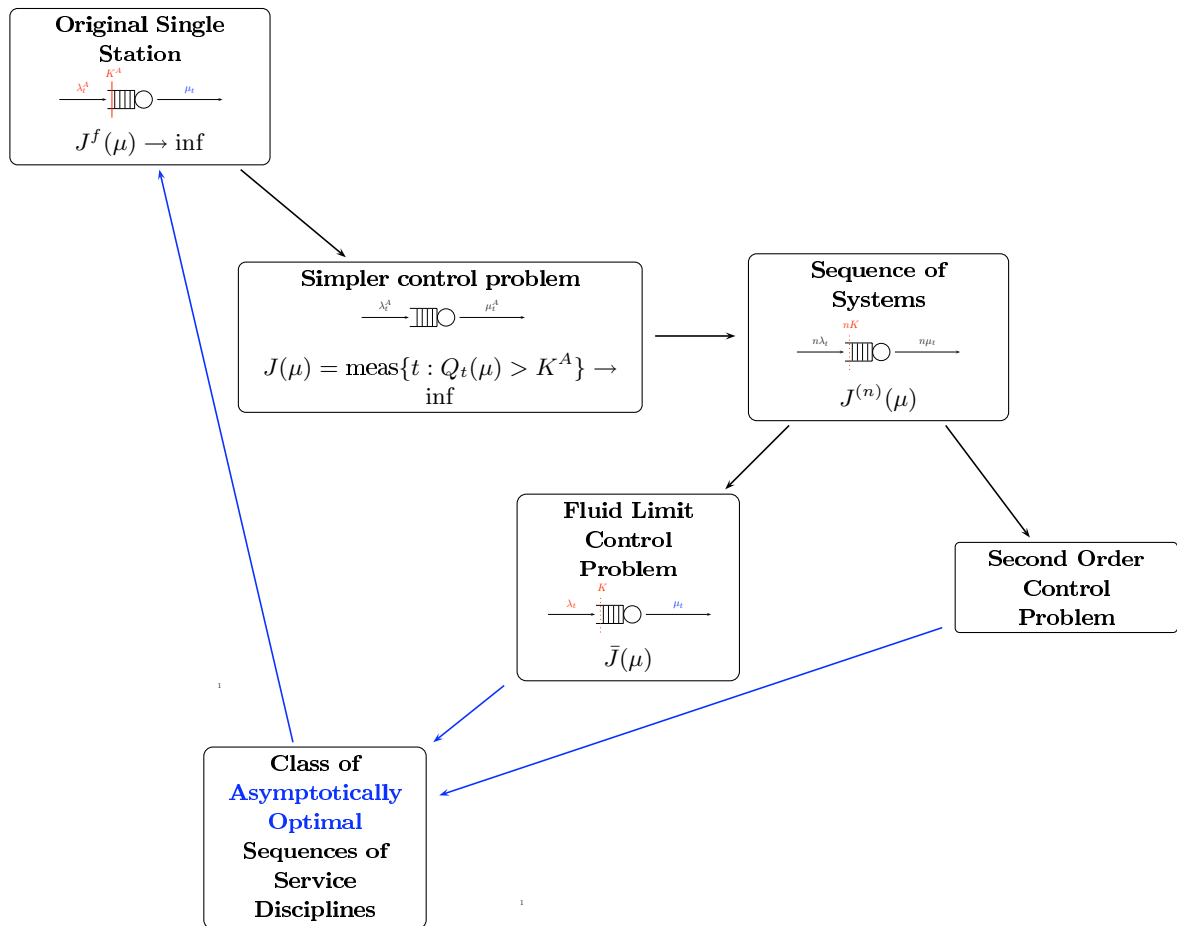 Original Single
Station
K^A
λ_t^A
μ_t
J^f(μ) → inf
Simpler control problem
λ_t^A
μ_t^A
J(μ) = meas{t : Q_t(μ) > K^A} →
inf
Sequence of
Systems
nK
nλ_t
nμ_t
J^(n)(μ)
Fluid Limit
Control
Problem
K
λ_t
μ_t
J̄(μ)
Second Order
Control
Problem
1
Class of
Asymptotically
Optimal
Sequences of
Service
Disciplines
1